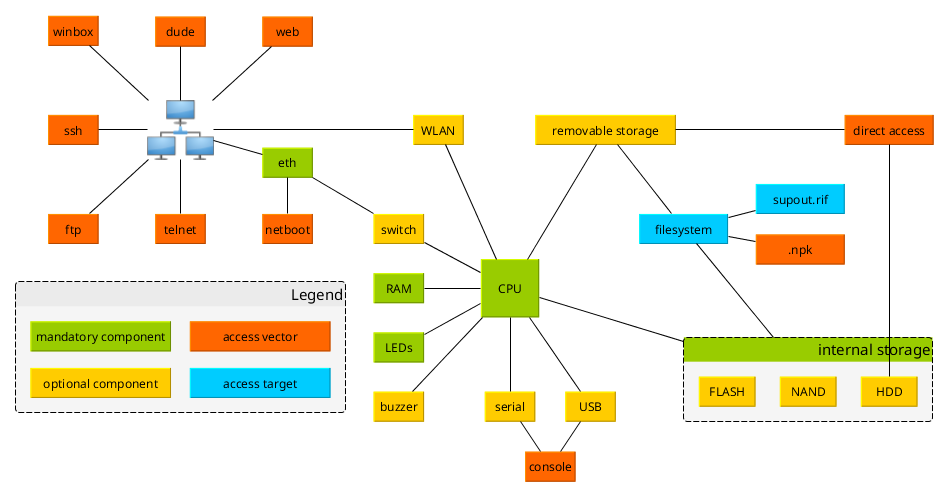 winbox
dude
web
ssh
WLAN
removable storage
direct access
eth
supout.rif
ftp
telnet
netboot
switch
filesystem
.npk
CPU
RAM
Legend
mandatory component
access vector
optional component
access target
LEDs
internal storage
FLASH
NAND
HDD
buzzer
serial
USB
console